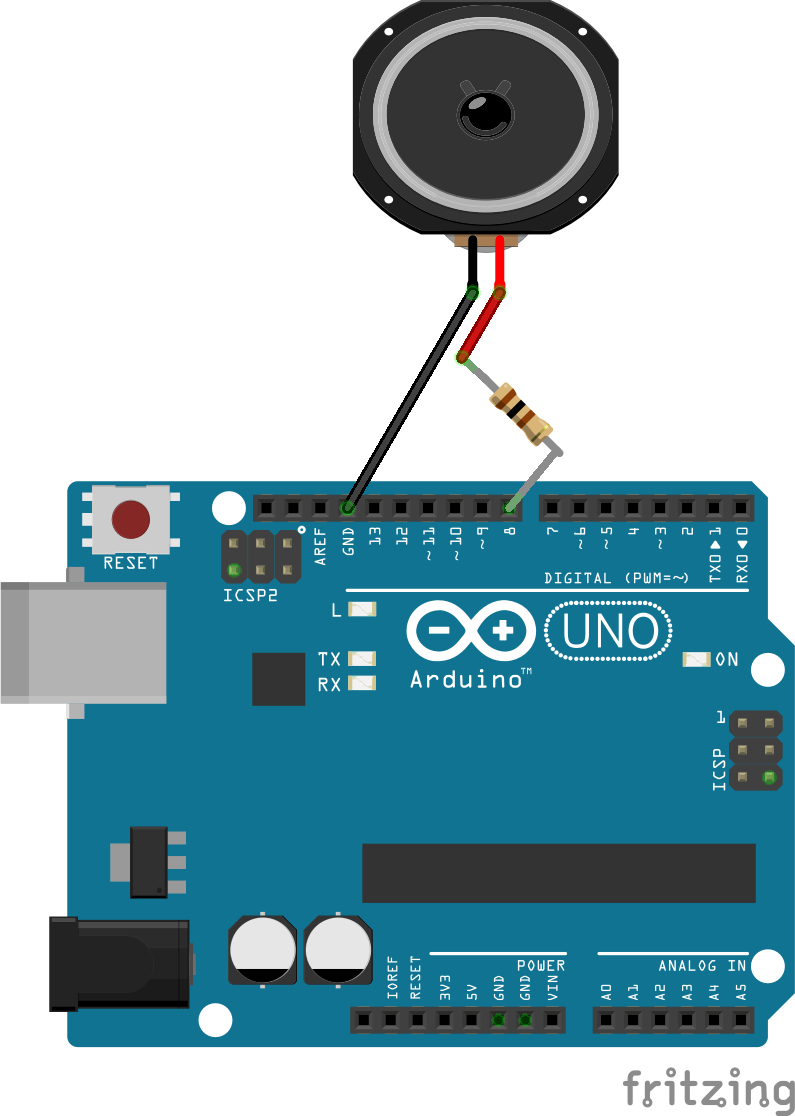 AREF
GND
13
12
~11
~10
~9
8
7
~6
~5
4
~3
2
TX0▶1
RX0◀0
RESET
ICSP2
DIGITAL (PWM=~)
L
TX
RX
UNO
Arduino™
ON
1
ICSP
POWER
ANALOG IN
IOREF
RESET
3V3
5V
GND
GND
VIN
A0
A1
A2
A3
A4
A5
fritzing